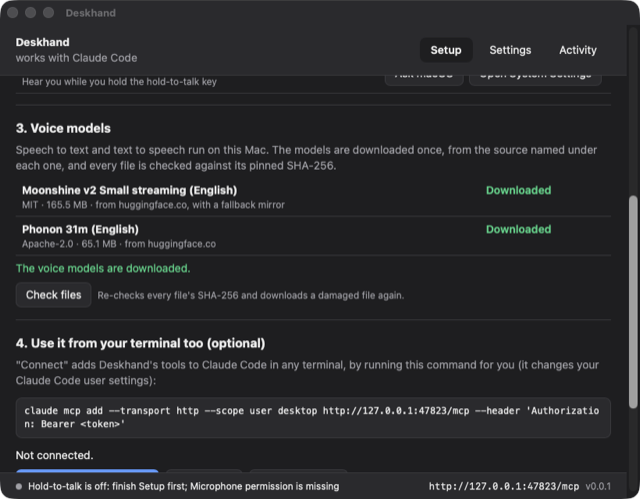 Deskhand
Deskhand
works with Claude Code
Setup
Settings
Activity
Hear you while you hold the hold-to-talk key
Open System Settings
3. Voice models
Speech to text and text to speech run on this Mac. The models are downloaded once, from the source named under
each one, and every file is checked against its pinned SHA-256.
Moonshine v2 Small streaming (English)
Downloaded
MIT · 165.5 MB · from huggingface.co, with a fallback mirror
Phonon 31m (English)
Downloaded
Apache-2.0 · 65.1 MB · from huggingface.co
The voice models are downloaded.
Check files
Re-checks every file's SHA-256 and downloads a damaged file again.
4. Use it from your terminal too (optional)
"Connect" adds Deskhand's tools to Claude Code in any terminal, by running this command for you (it changes your
Claude Code user settings):
claude mcp add --transport http --scope user desktop http://127.0.0.1:47823/mcp --header 'Authorizatio
n: Bearer <token>'
Not connected.
Hold-to-talk is off: finish Setup first; Microphone permission is missing
http://127.0.0.1:47823/mcp
v0.0.1